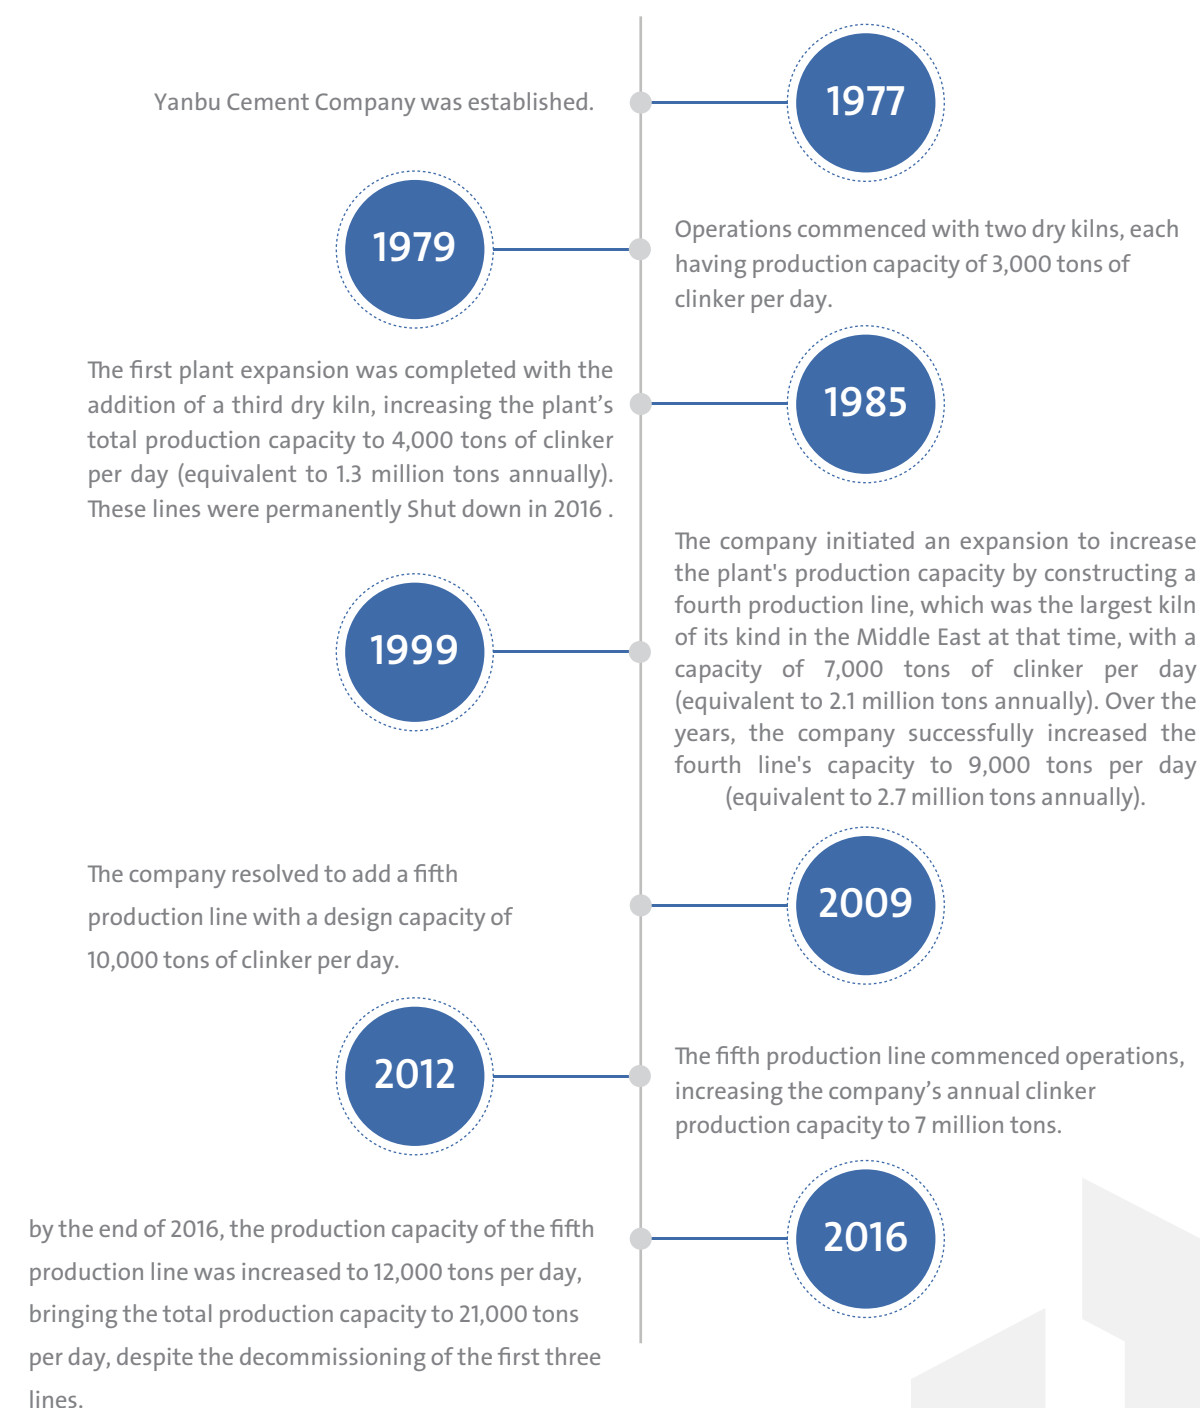 1977
Yanbu Cement Company was established.
1979
Operations commenced with two dry kilns, each
having production capacity of 3,000 tons of
clinker per day.
1985
The first plant expansion was completed with the
addition of a third dry kiln, increasing the plant’s
total production capacity to 4,000 tons of clinker
per day (equivalent to 1.3 million tons annually).
These lines were permanently Shut down in 2016 .
1999
The company initiated an expansion to increase
the plant's production capacity by constructing a
fourth production line, which was the largest kiln
of its kind in the Middle East at that time, with a
capacity of 7,000 tons of clinker per day
(equivalent to 2.1 million tons annually). Over the
years, the company successfully increased the
fourth line's capacity to 9,000 tons per day
(equivalent to 2.7 million tons annually).
2009
The company resolved to add a fifth
production line with a design capacity of
10,000 tons of clinker per day.
2012
The fifth production line commenced operations,
increasing the company’s annual clinker
production capacity to 7 million tons.
2016
by the end of 2016, the production capacity of the fifth
production line was increased to 12,000 tons per day,
bringing the total production capacity to 21,000 tons
per day, despite the decommissioning of the first three
lines.